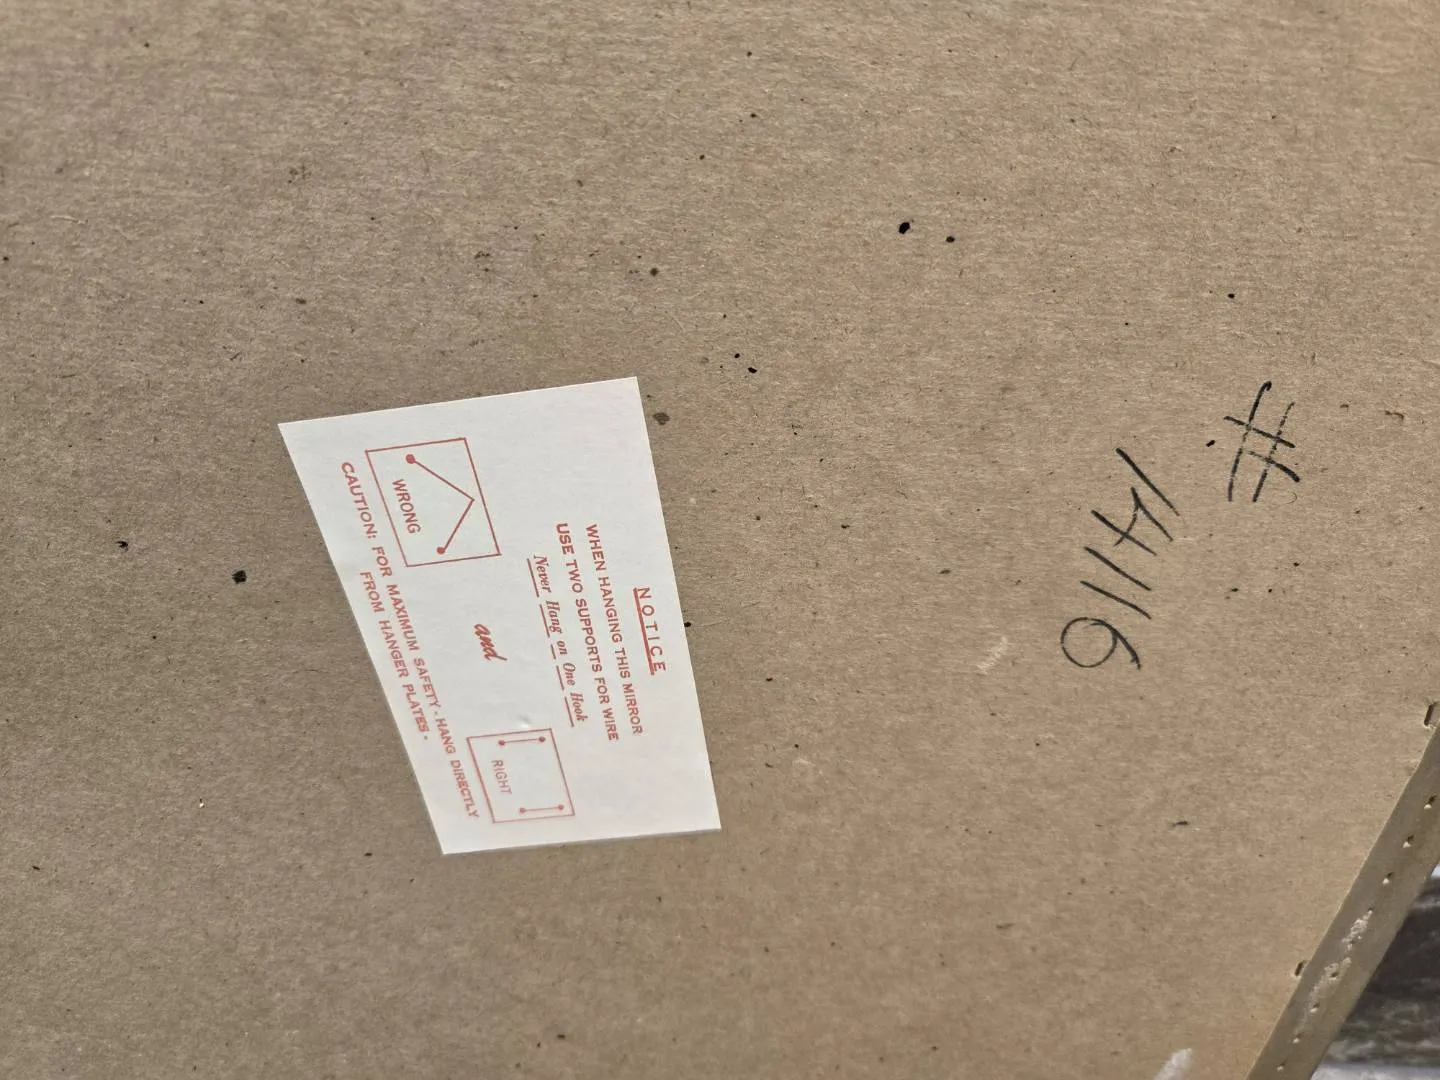 #
14116
NOTICE
WHEN HANGING THIS MIRROR
USE TWO SUPPORTS FOR WIRE
Never Hang on One Hook
WRONG
and
RIGHT
CAUTION: FOR MAXIMUM SAFETY - HANG DIRECTLY
FROM HANGER PLATES -